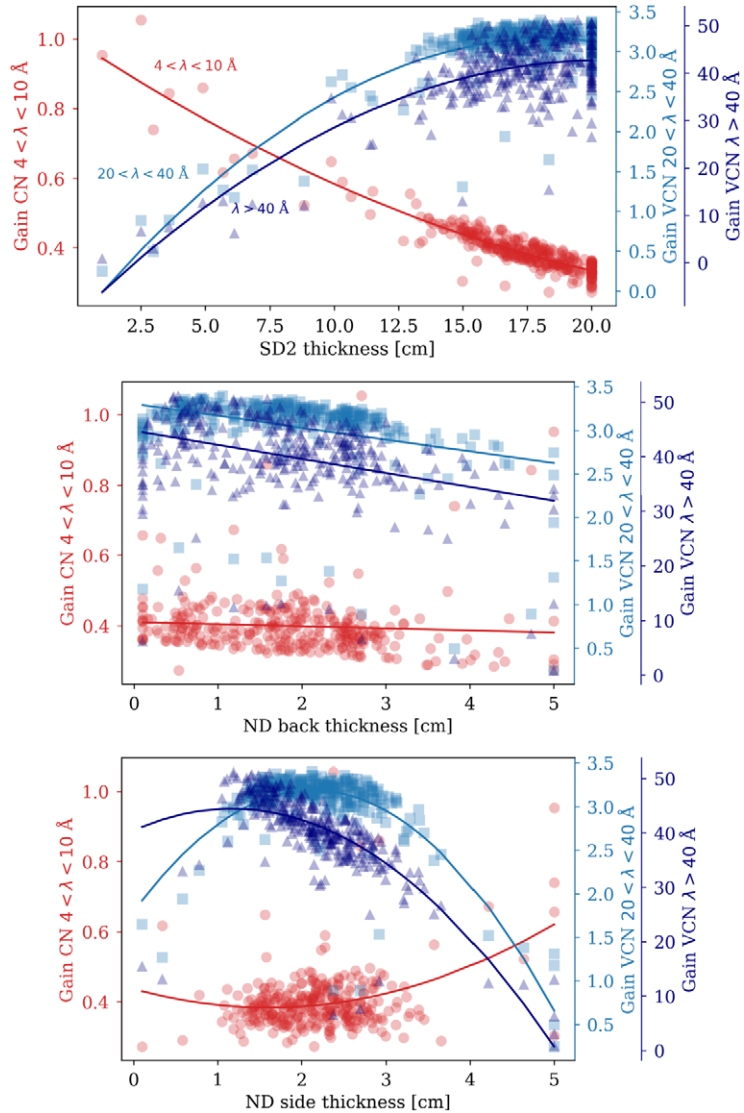 1.0
0.8
0.6
0.4
Gain CN 4 < λ < 10 Å
4 < λ < 10 Å
20 < λ < 40 Å
λ > 40 Å
3.5
3.0
2.5
2.0
1.5
1.0
0.5
0.0
Gain VCN 20 < λ < 40 Å
50
40
30
20
10
0
Gain VCN λ > 40 Å
2.5 5.0 7.5 10.0 12.5 15.0 17.5 20.0
SD2 thickness [cm]
1.0
0.8
0.6
0.4
Gain CN 4 < λ < 10 Å
3.5
3.0
2.5
2.0
1.5
1.0
0.5
Gain VCN 20 < λ < 40 Å
50
40
30
20
10
0
Gain VCN λ > 40 Å
0 1 2 3 4 5
ND back thickness [cm]
1.0
0.8
0.6
0.4
Gain CN 4 < λ < 10 Å
3.5
3.0
2.5
2.0
1.5
1.0
0.5
Gain VCN 20 < λ < 40 Å
50
40
30
20
10
0
Gain VCN λ > 40 Å
0 1 2 3 4 5
ND side thickness [cm]